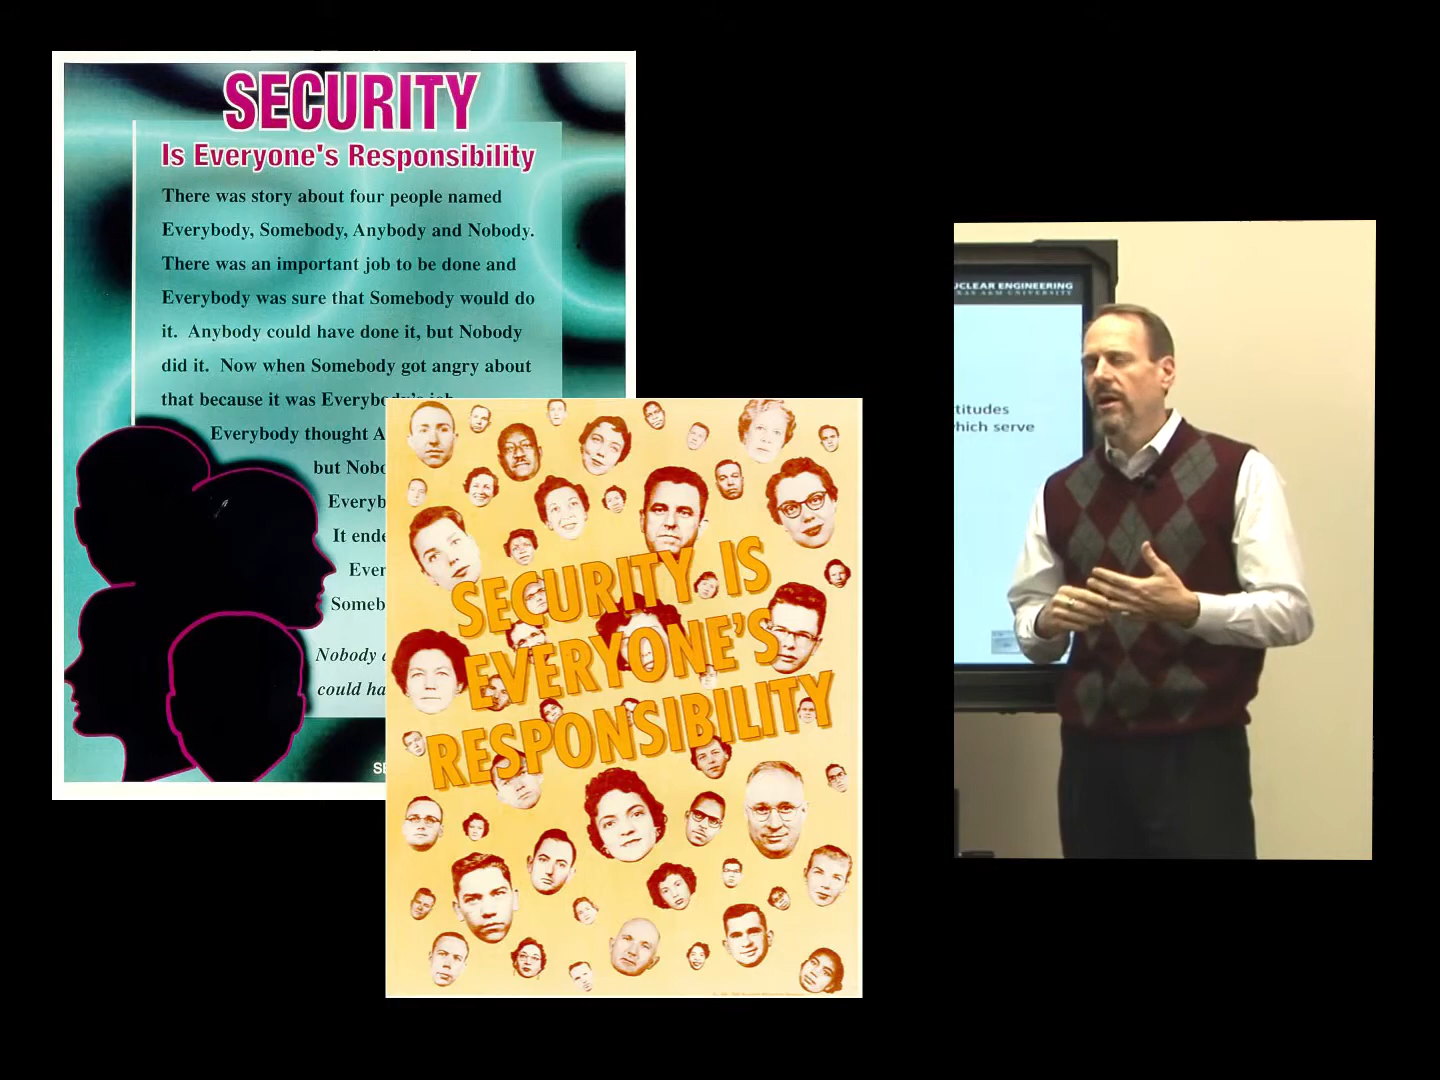 SECURITY
Is Everyone's Responsibility
There was story about four people named
Everybody, Somebody, Anybody and Nobody.
There was an important job to be done and
Everybody was sure that Somebody would do
it. Anybody could have done it, but Nobody
did it. Now when Somebody got angry about
that because it was Everybody's job
Everybody thought A
but Nobo
Everyb
It ende
Ever
Someb
Nobody
could ha
SECURITY IS
EVERYONE'S
RESPONSIBILITY
UCLEAR ENGINEERING
TEXAS A&M UNIVERSITY
titudes
which serve